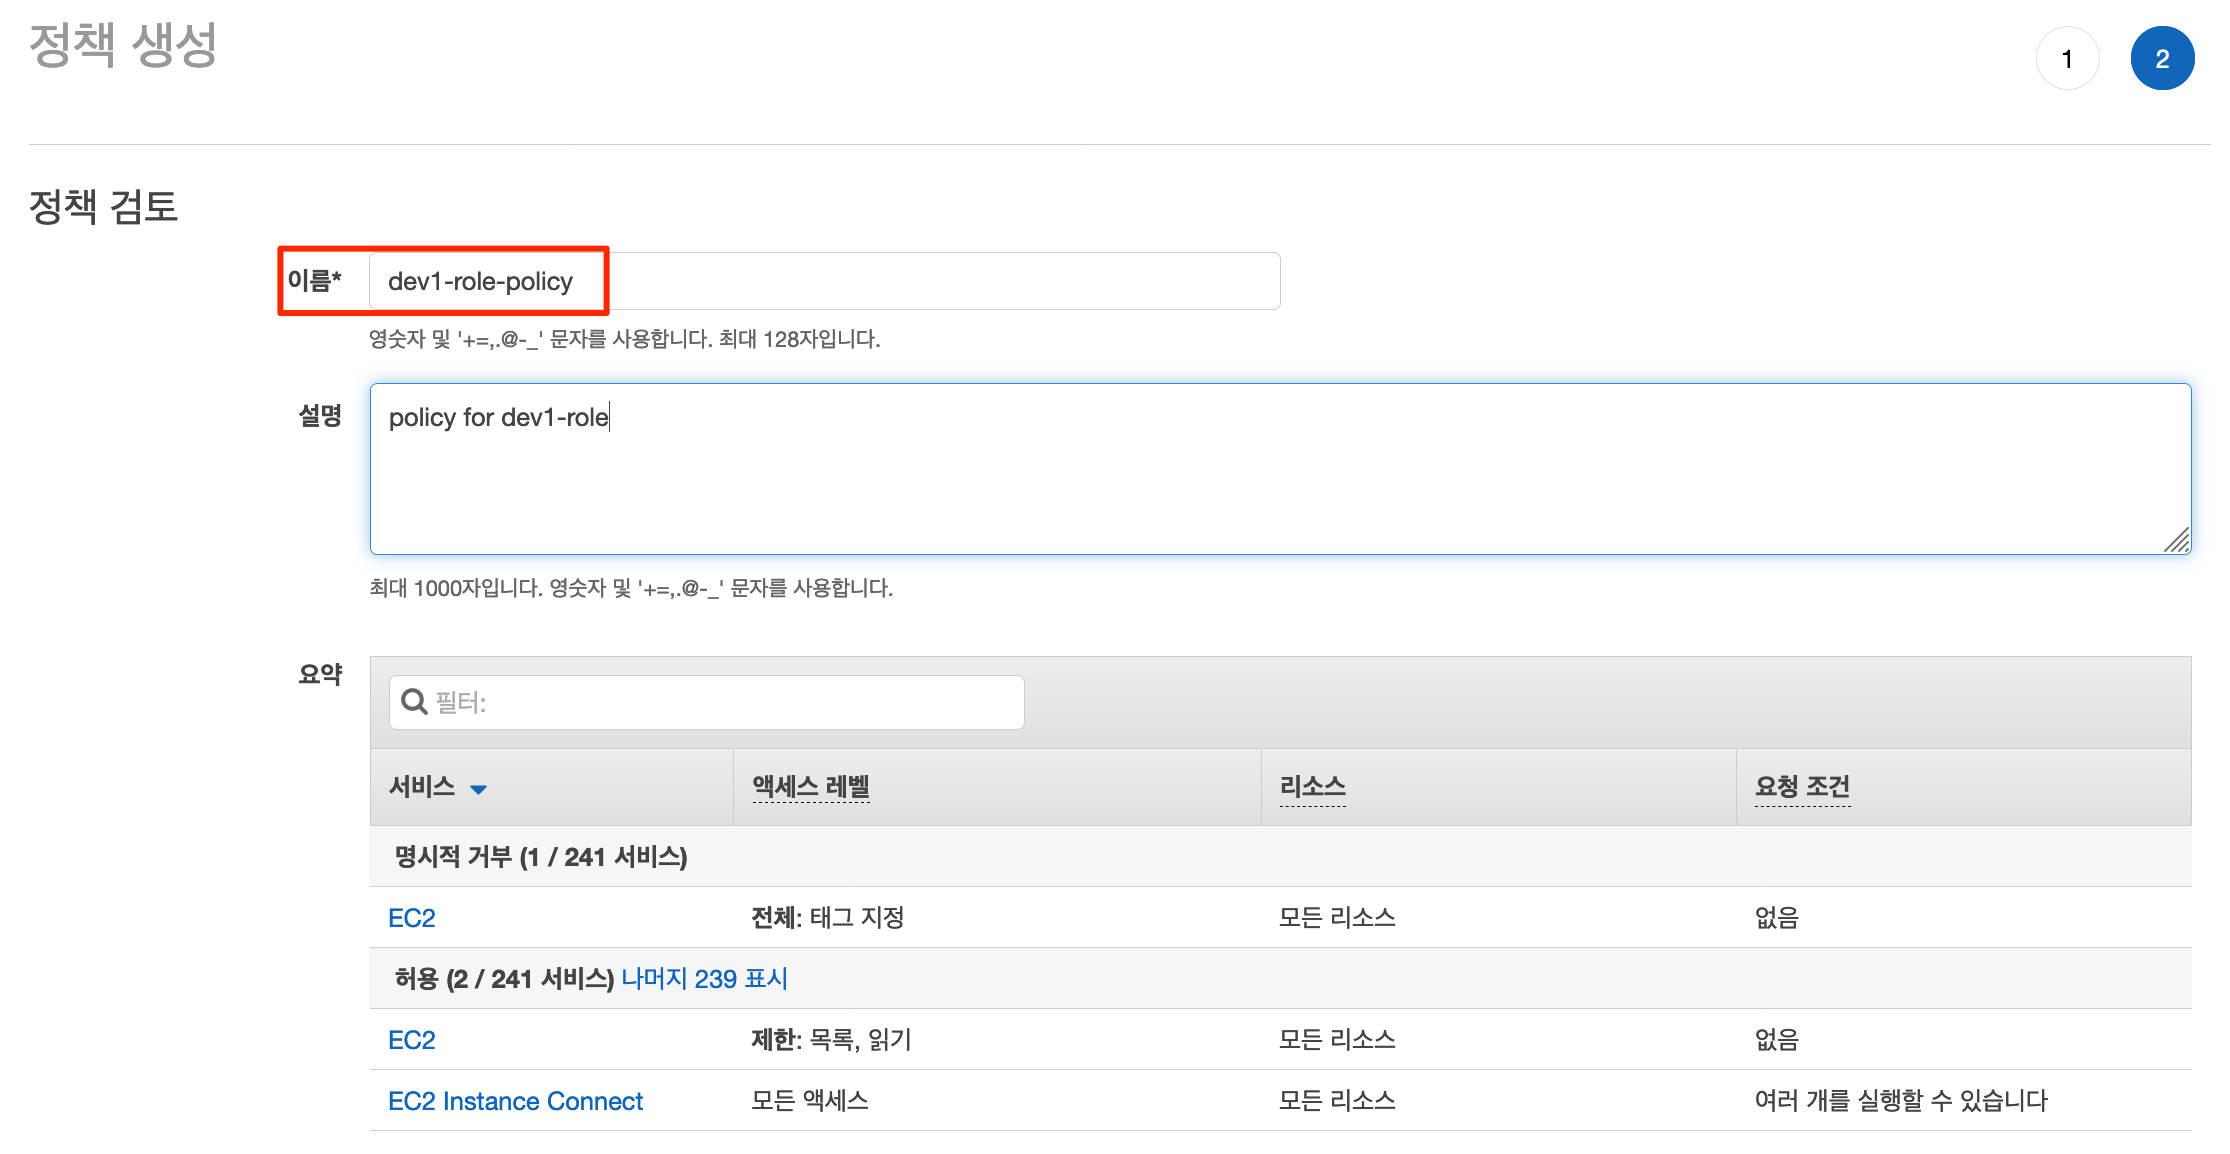 정책 생성
1
2
정책 검토
이름* dev1-role-policy
영숫자 및 '+=,.@-_' 문자를 사용합니다. 최대 128자입니다.
설명 policy for dev1-role
최대 1000자입니다. 영숫자 및 '+=,.@-_' 문자를 사용합니다.
요약 필터:
서비스 액세스 레벨 리소스 요청 조건
명시적 거부 (1 / 241 서비스)
EC2 전체: 태그 지정 모든 리소스 없음
허용 (2 / 241 서비스) 나머지 239 표시
EC2 제한: 목록, 읽기 모든 리소스 없음
EC2 Instance Connect 모든 액세스 모든 리소스 여러 개를 실행할 수 있습니다